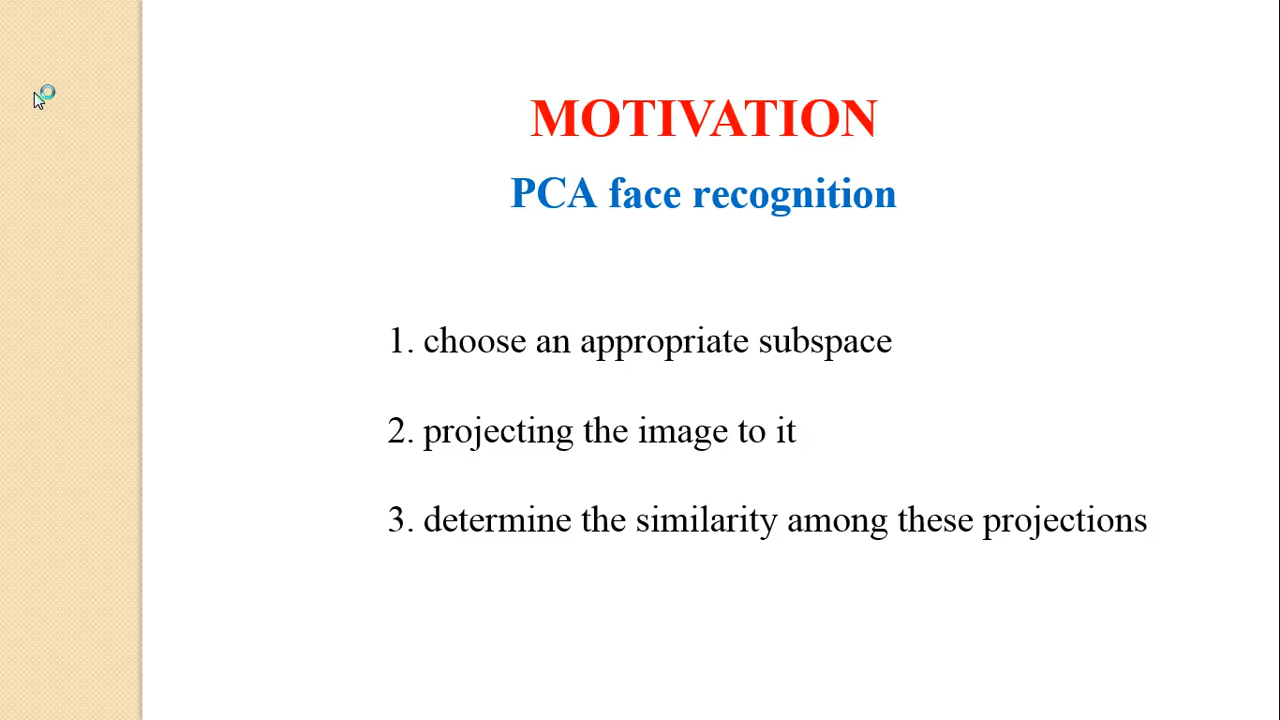 MOTIVATION
PCA face recognition
1. choose an appropriate subspace
2. projecting the image to it
3. determine the similarity among these projections